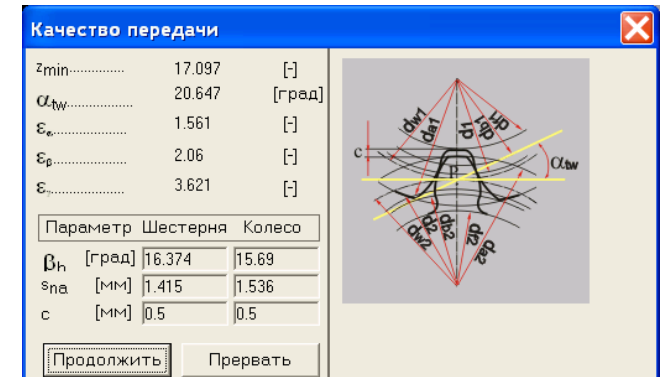 Качество передачи
zmin............... 17.097 [-]
αtw.................. 20.647 [град]
εα.................... 1.561 [-]
εβ.................... 2.06 [-]
εγ.................... 3.621 [-]
Параметр Шестерня Колесо
βh [град] 16.374 15.69
sna [мм] 1.415 1.536
c [мм] 0.5 0.5
Продолжить Прервать
dw1 da1 d1 db1 df1
c
P
αtw
dw2 d2 db2 df2 da2